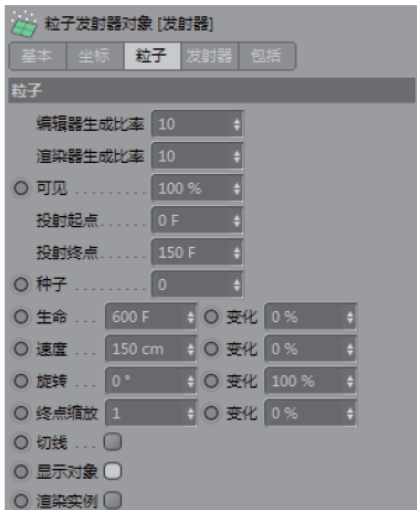 粒子发射器对象 [发射器]
基本 坐标 粒子 发射器 包括
粒子
编辑器生成比率 10
渲染器生成比率 10
可见 ......... 100 %
投射起点...... 0 F
投射终点...... 150 F
种子 ......... 0
生命 ... 600 F 变化 0 %
速度 ... 150 cm 变化 0 %
旋转 ... 0 ° 变化 100 %
终点缩放 1 变化 0 %
切线 ...
显示对象
渲染实例